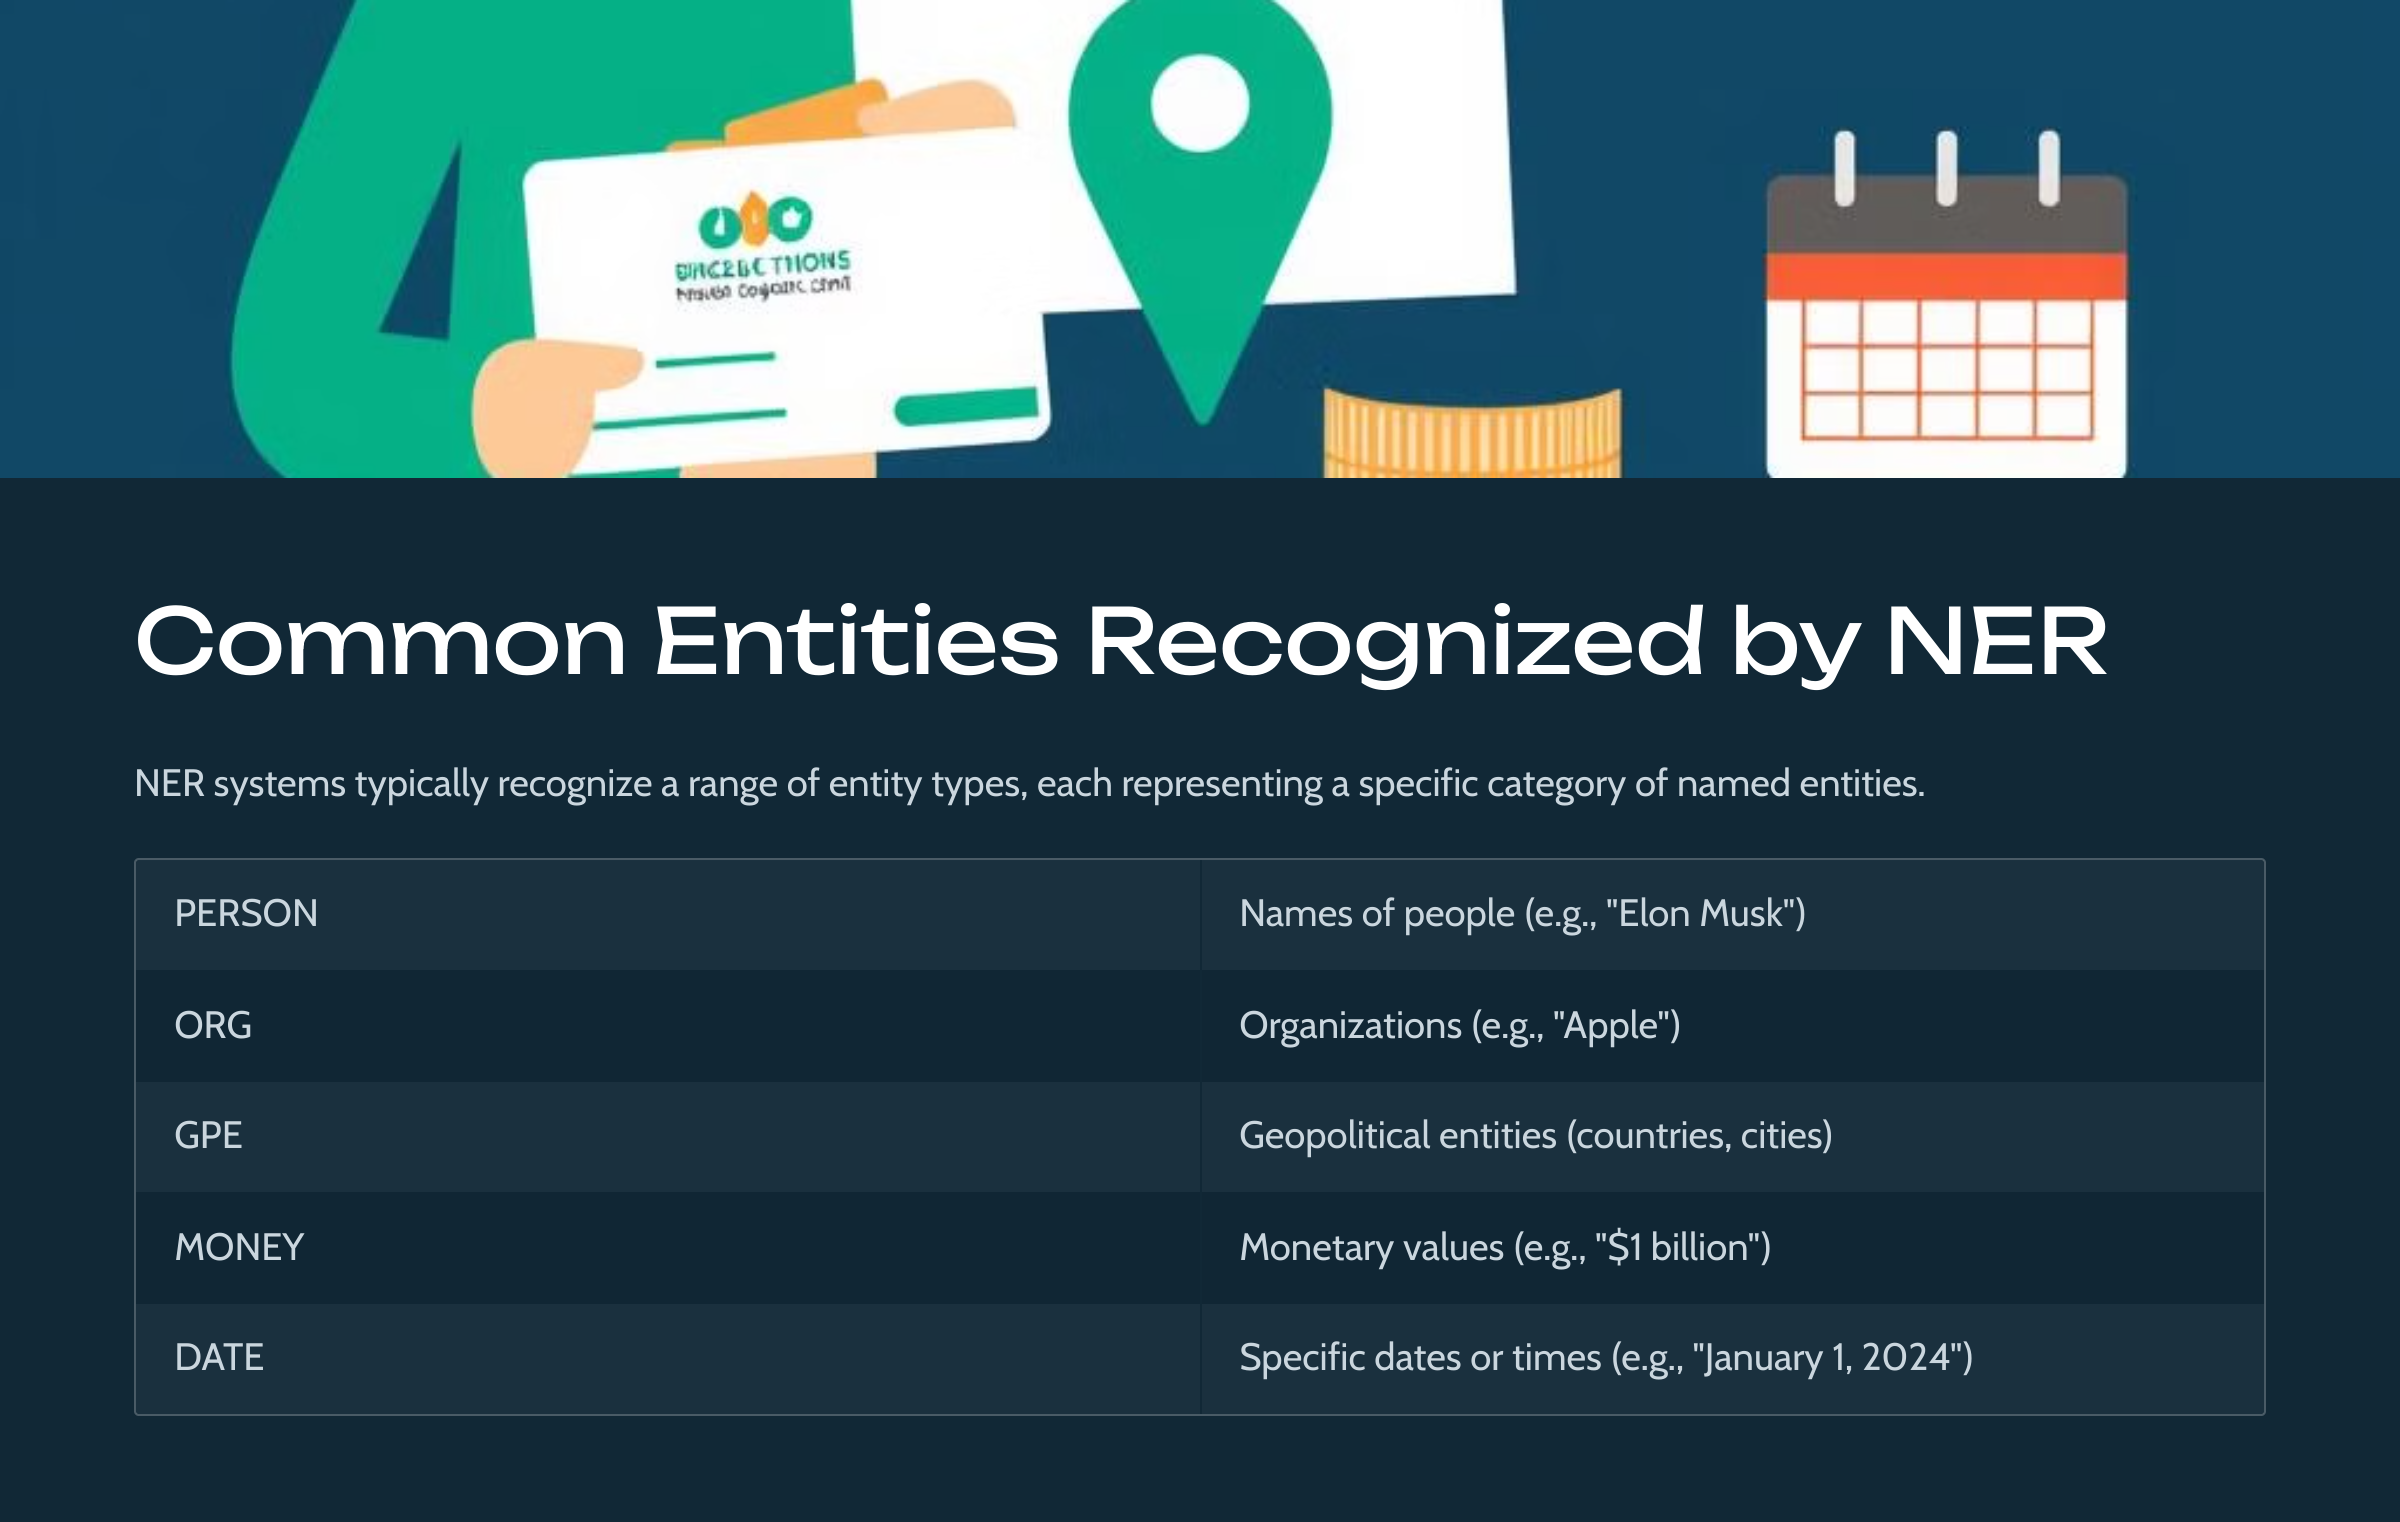 Common Entities Recognized by NER
NER systems typically recognize a range of entity types, each representing a specific category of named entities.
PERSON
Names of people (e.g., "Elon Musk")
ORG
Organizations (e.g., "Apple")
GPE
Geopolitical entities (countries, cities)
MONEY
Monetary values (e.g., "$1 billion")
DATE
Specific dates or times (e.g., "January 1, 2024")